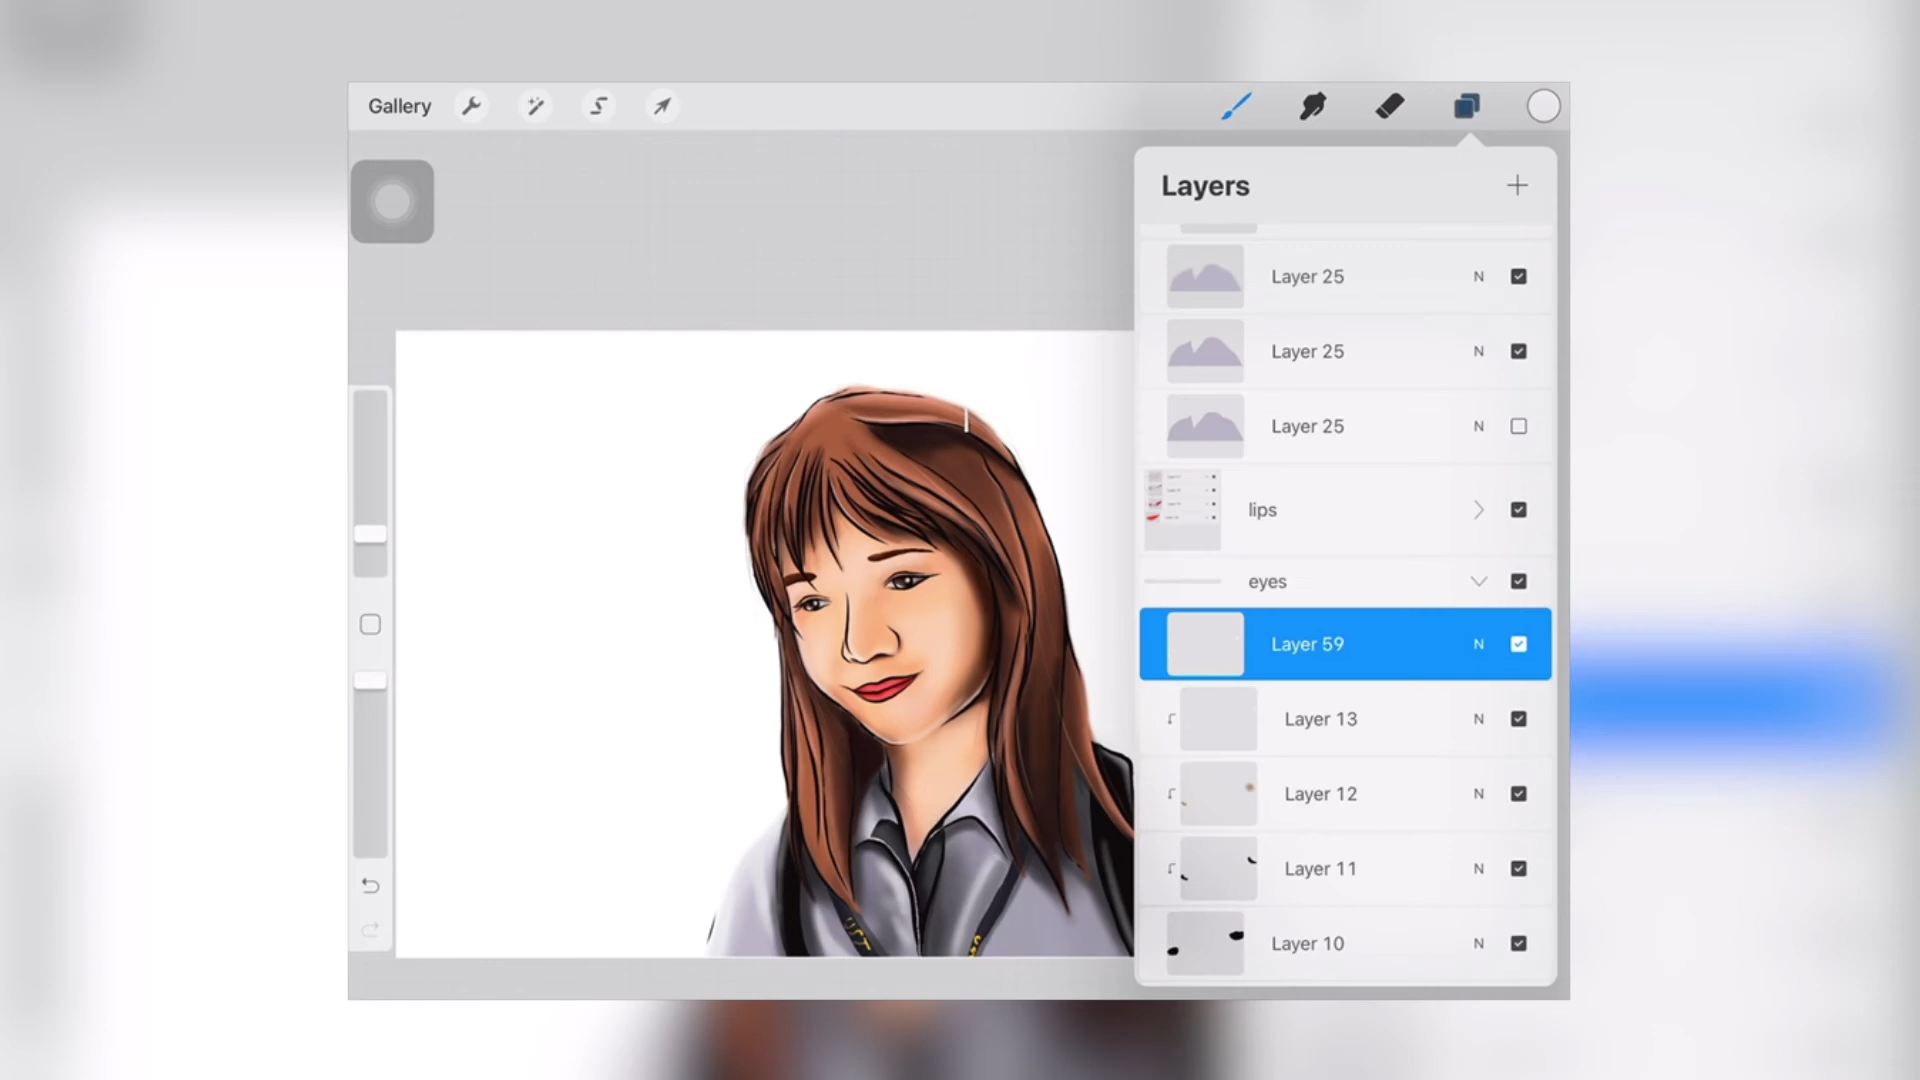 Gallery
Layers
Layer 25 N
Layer 25 N
Layer 25 N
lips
eyes
Layer 59 N
Layer 13 N
Layer 12 N
Layer 11 N
Layer 10 N